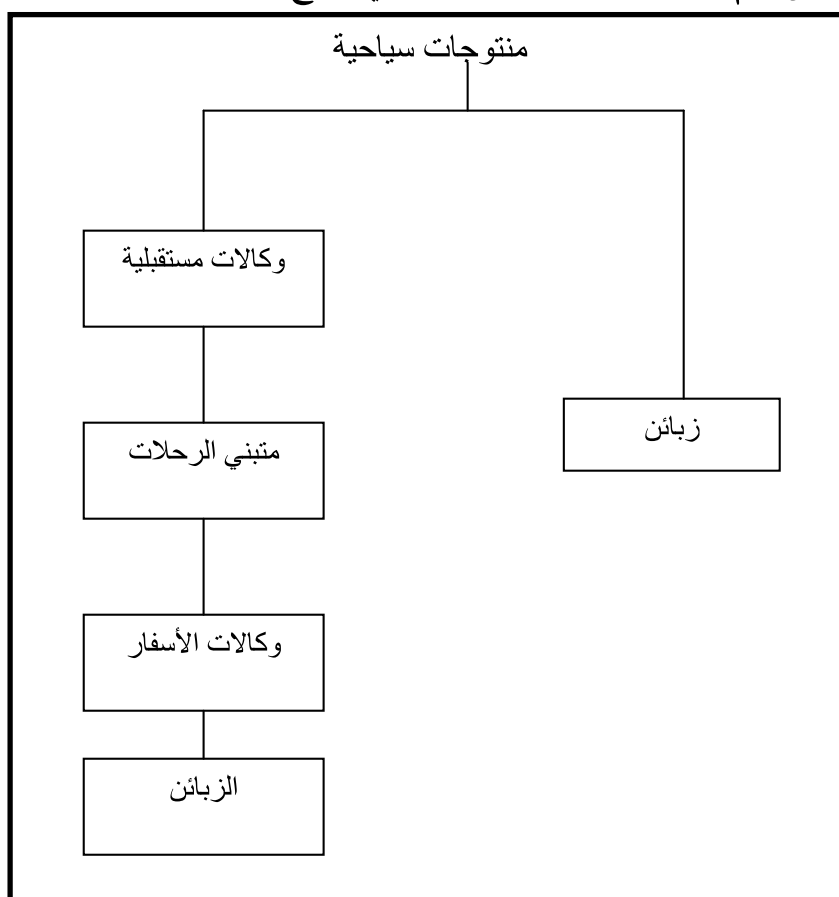 منتوجات سياحية
وكالات مستقبلية
متبني الرحلات
زبائن
وكالات الأسفار
الزبائن